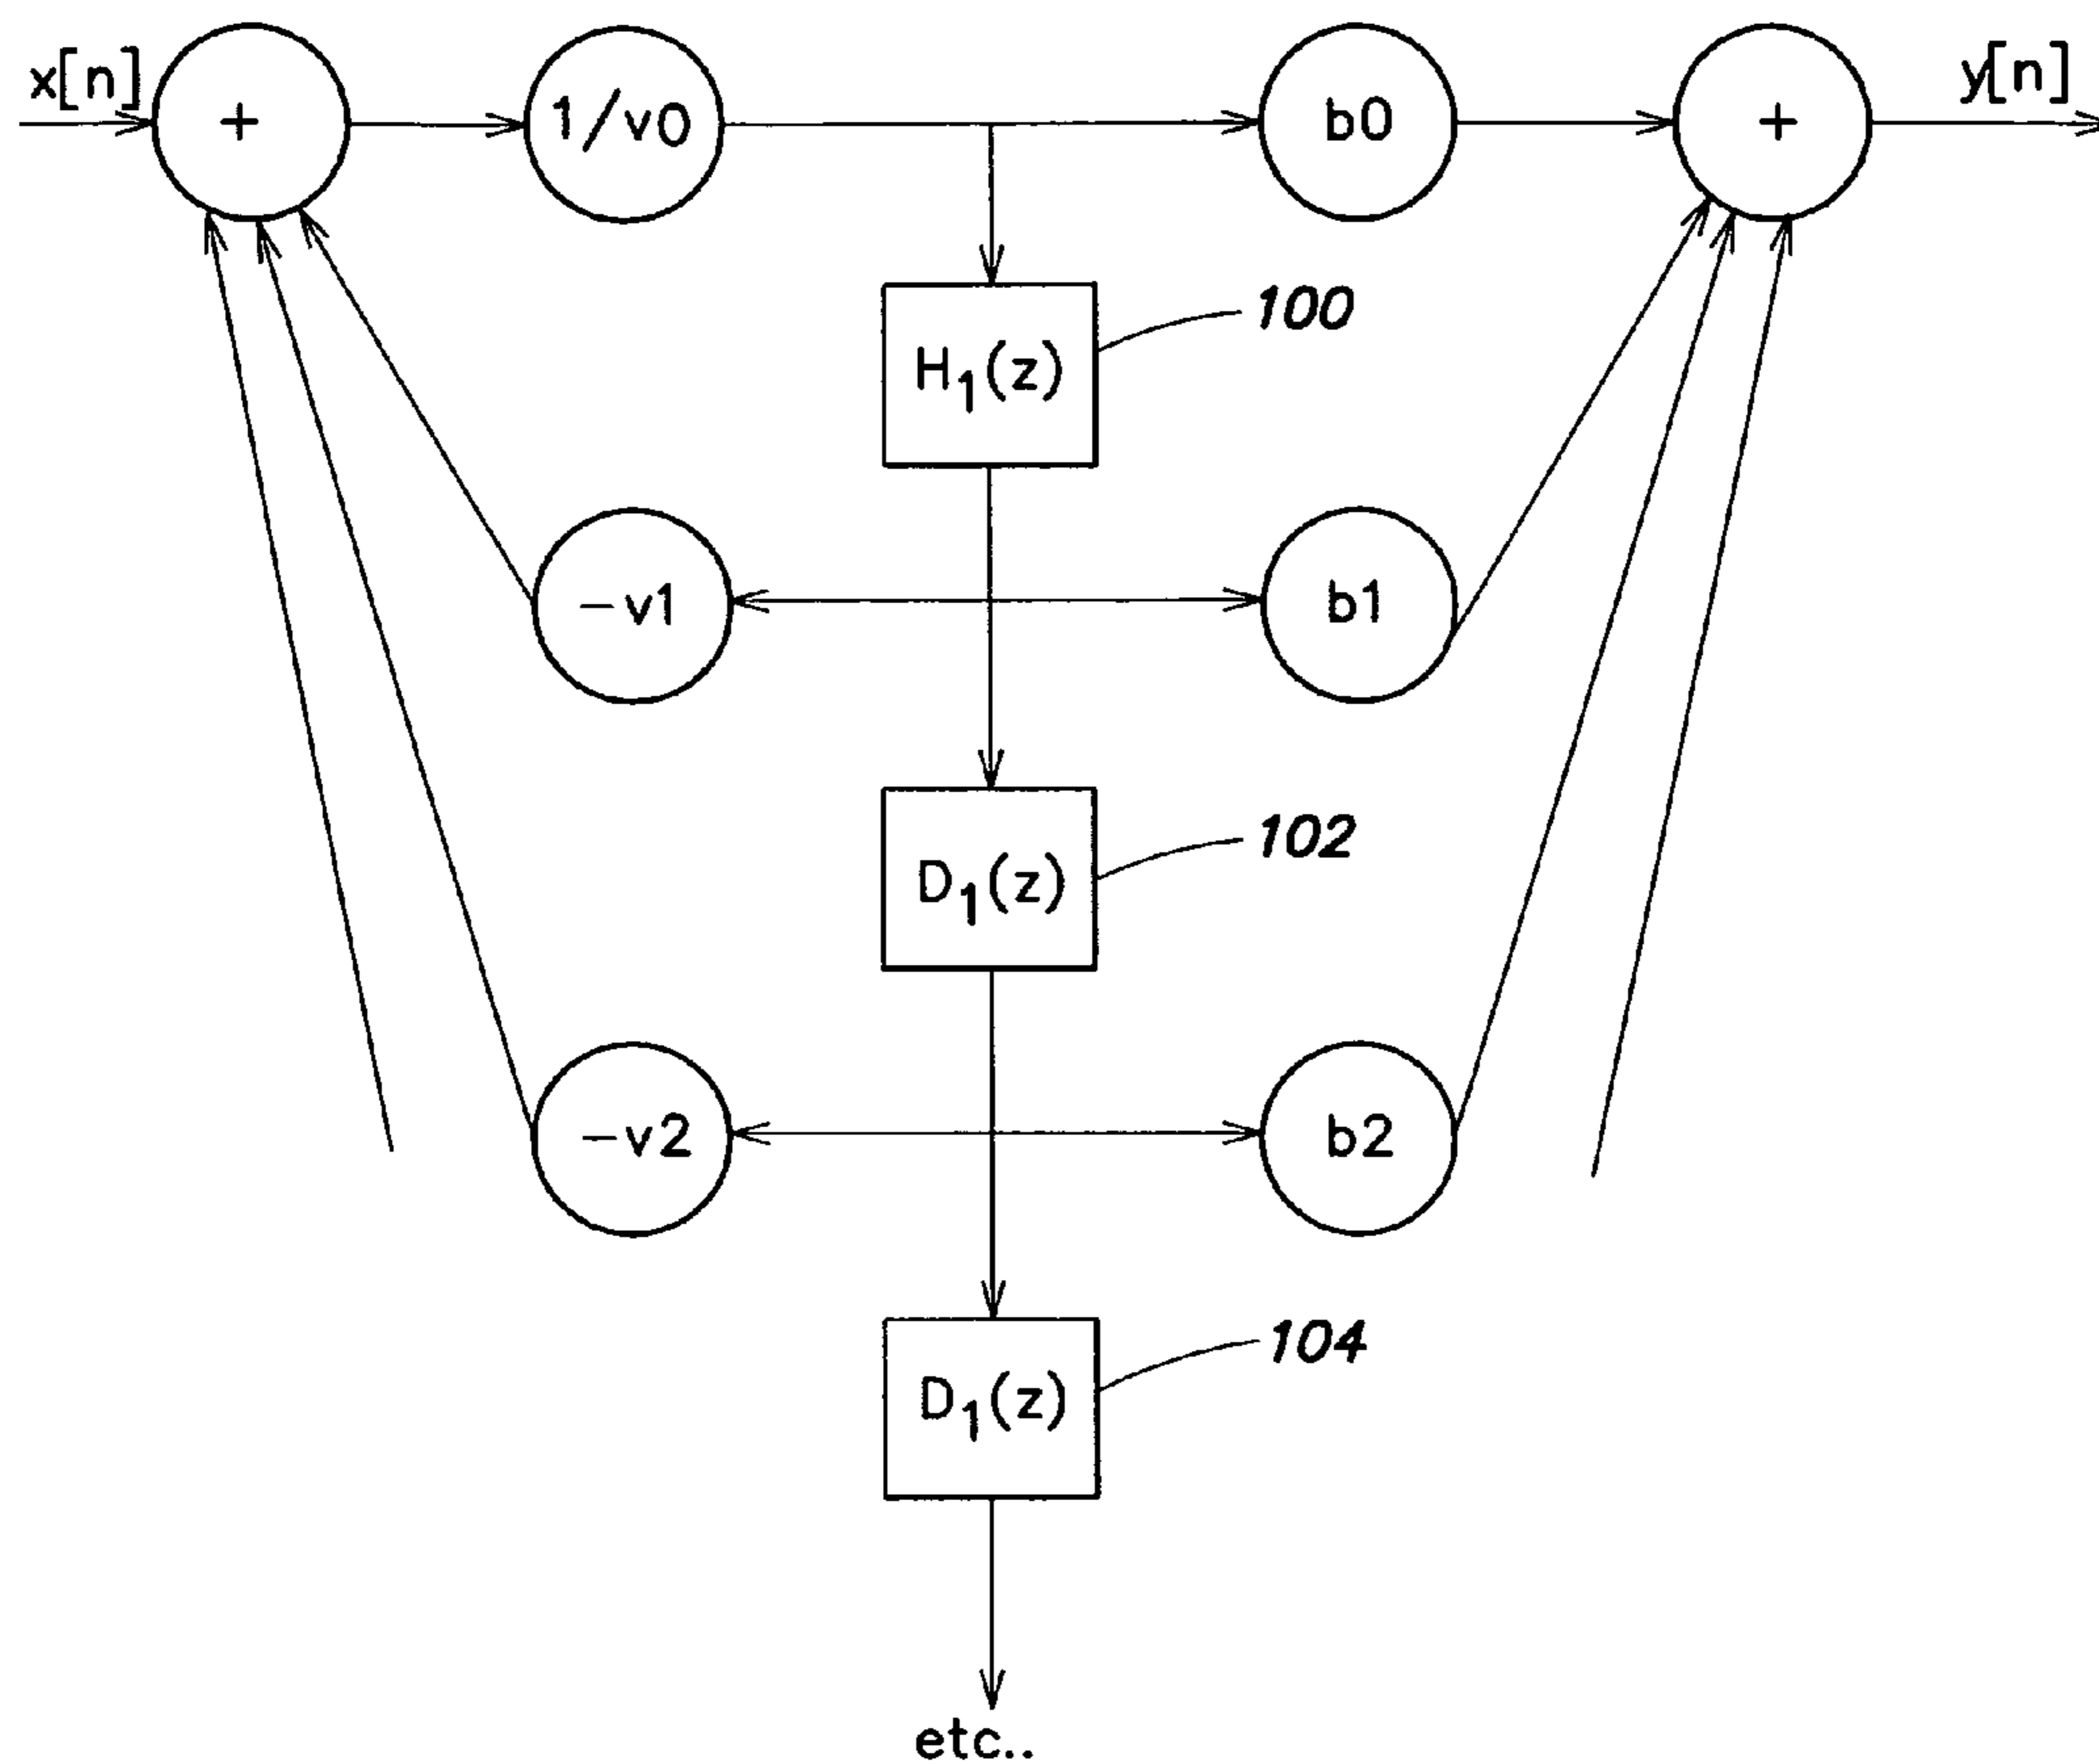 x[n]
+
1/v0
b0
+
y[n]
100
H1(z)
-v1
b1
102
D1(z)
-v2
b2
104
D1(z)
etc..